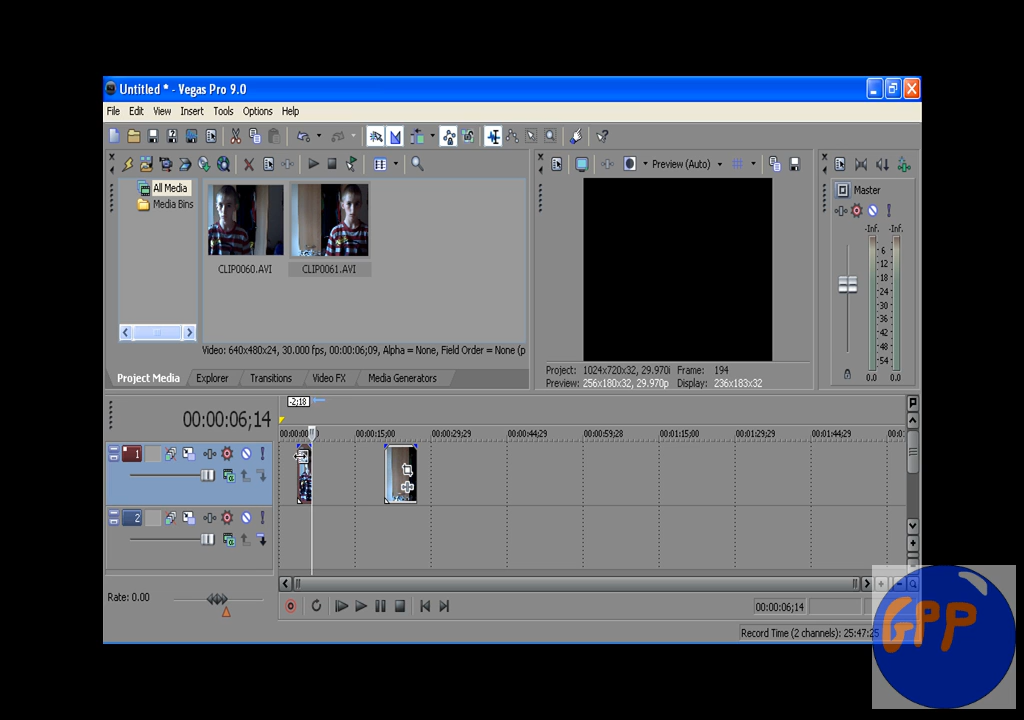 Untitled * - Vegas Pro 9.0
File Edit View Insert Tools Options Help
Preview (Auto)
All Media
Media Bins
CLIP0060.AVI CLIP0061.AVI
Video: 640x480x24, 30.000 fps, 00:00:06;09, Alpha = None, Field Order = None (p
Project Media Explorer Transitions Video FX Media Generators
Project: 1024x720x32, 29.970i Frame: 194
Preview: 256x180x32, 29.970p Display: 236x183x32
Master
-Inf. -Inf.
6
12
18
24
30
36
42
48
54
0.0 0.0
-2;18
00:00:06;14
00:00:00 00:00:15;00 00:00:29;29 00:00:44;29 00:00:59;28 00:01:15;00 00:01:29;29 00:01:44;29 00:0
1
2
Rate: 0.00
00:00:06;14
Record Time (2 channels): 25:47:25
GPP